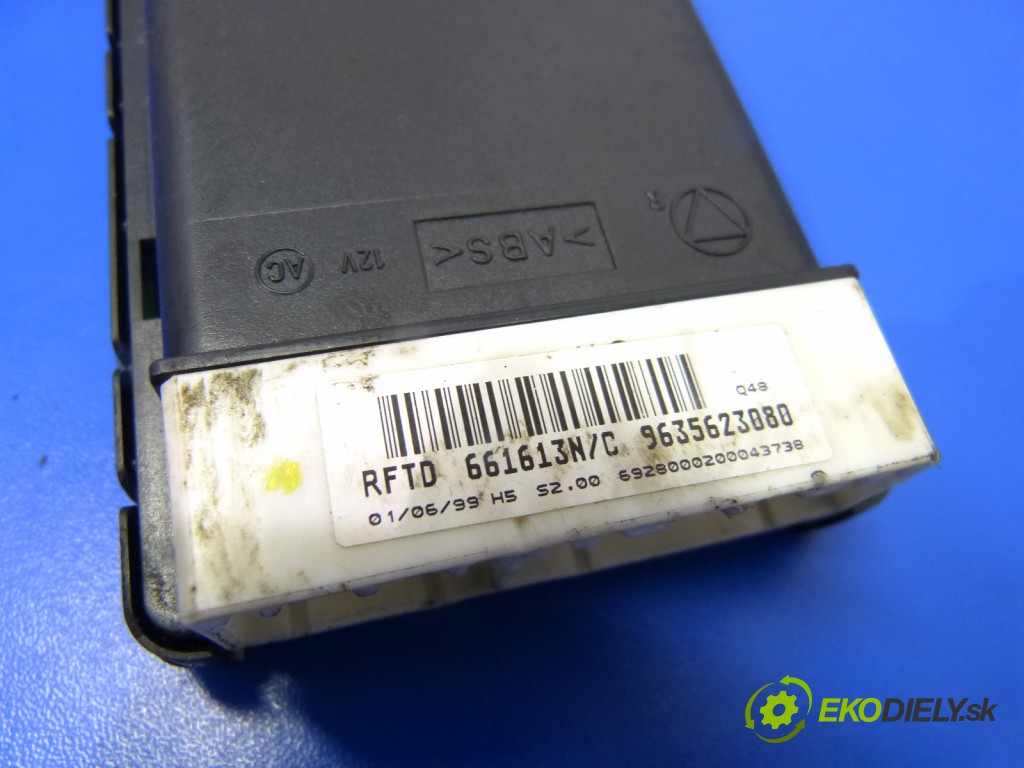 R
>ABS<
12V
AC
Q48
RFTD 661613N/C 9635623080
01/06/99 H5 S2.00 6928000200043738
EKODIELY.sk